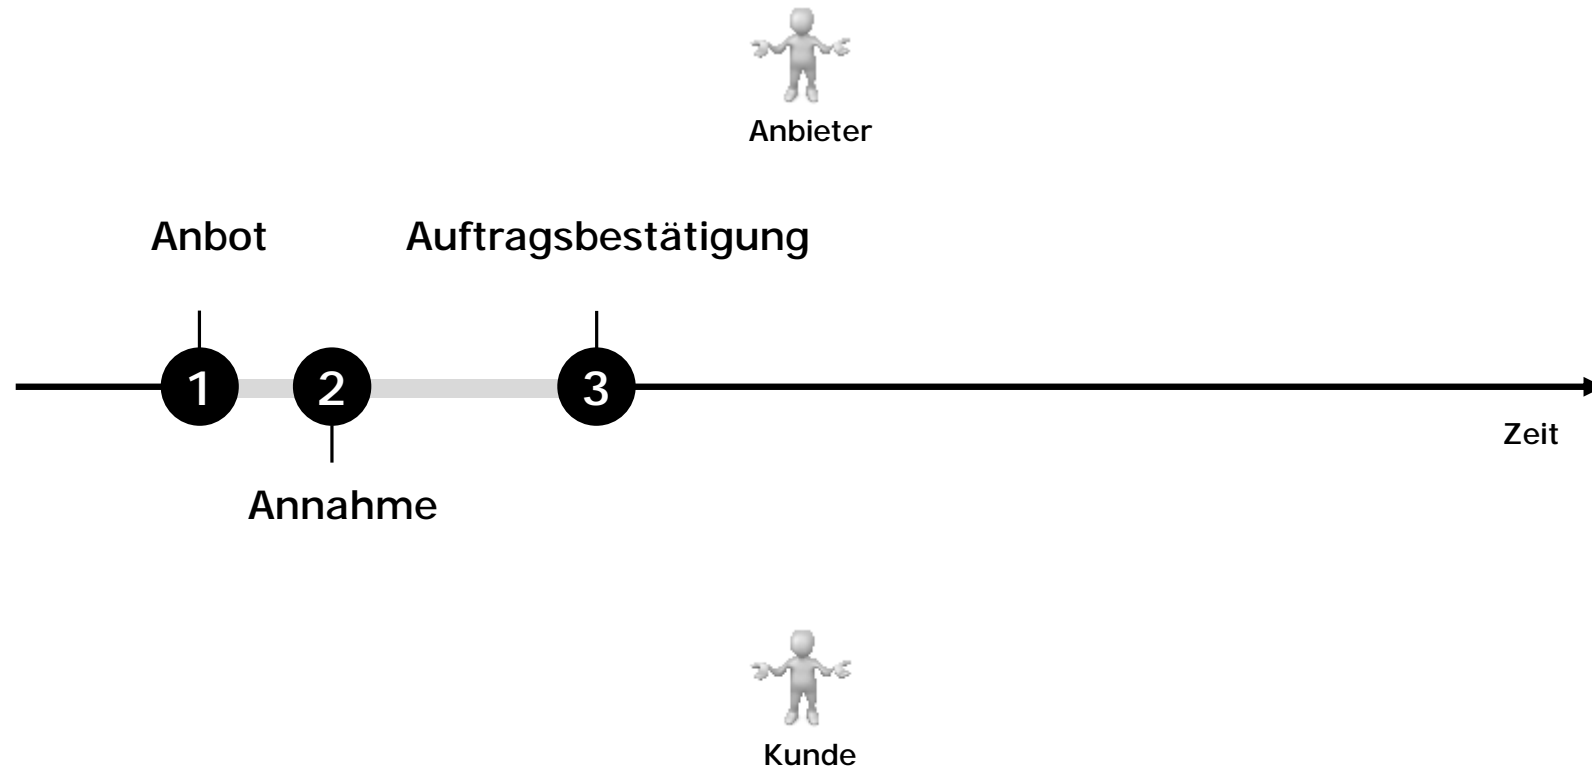 Anbieter
Anbot Auftragsbestätigung
1 2 3
Zeit
Annahme
Kunde